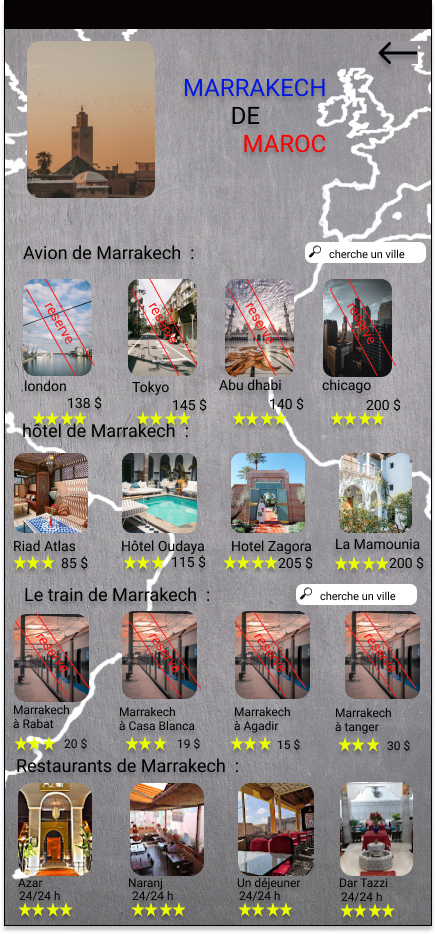 MARRAKECH
DE
MAROC
Avion de Marrakech :
cherche un ville
reserve
reserve
reserve
reserve
london
Tokyo
Abu dhabi
chicago
138 $
145 $
140 $
200 $
hôtel de Marrakech :
Riad Atlas
Hôtel Oudaya
Hotel Zagora
La Mamounia
85 $
115 $
205 $
200 $
Le train de Marrakech :
cherche un ville
reserve
reserve
reserve
reserve
Marrakech
à Rabat
Marrakech
à Casa Blanca
Marrakech
à Agadir
Marrakech
à tanger
20 $
19 $
15 $
30 $
Restaurants de Marrakech :
Azar
24/24 h
Naranj
24/24 h
Un déjeuner
24/24 h
Dar Tazzi
24/24 h